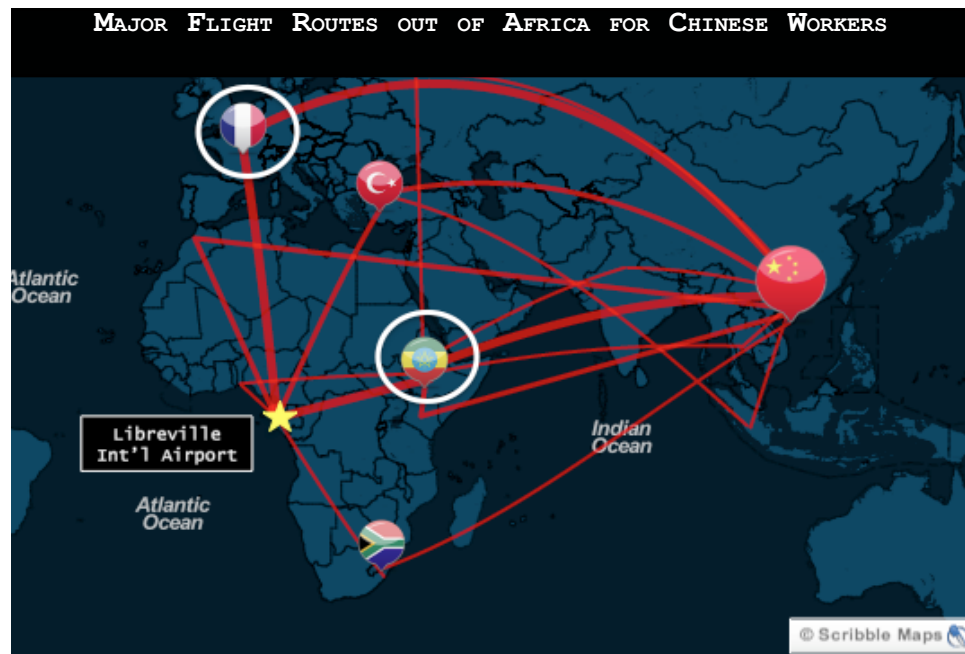 Major Flight Routes out of Africa for Chinese Workers
Atlantic
Ocean
Libreville
Int'l Airport
Indian
Ocean
Atlantic
Ocean
© Scribble Maps